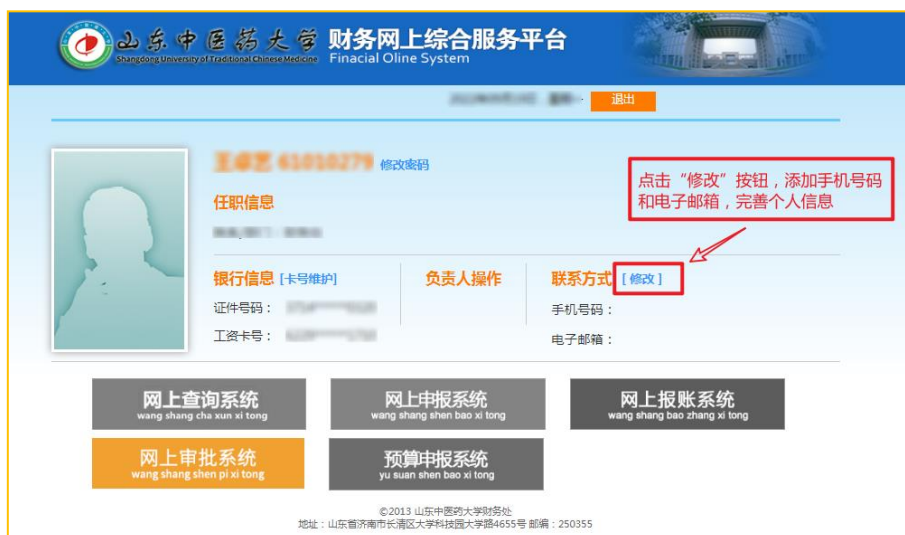 山东中医药大学 财务网上综合服务平台
Shangdong University of Traditional Chinese Medicine Finacial Oline System
退出
修改密码
点击“修改”按钮，添加手机号码
和电子邮箱，完善个人信息
任职信息
银行信息 [卡号维护] 负责人操作 联系方式 [修改]
证件号码： 手机号码：
工资卡号： 电子邮箱：
网上查询系统 网上申报系统 网上报账系统
wang shang cha xun xi tong wang shang shen bao xi tong wang shang bao zhang xi tong
网上审批系统 预算申报系统
wang shang shen pi xi tong yu suan shen bao xi tong
©2013 山东中医药大学财务处
地址：山东省济南市长清区大学科技园大学路4655号 邮编：250355